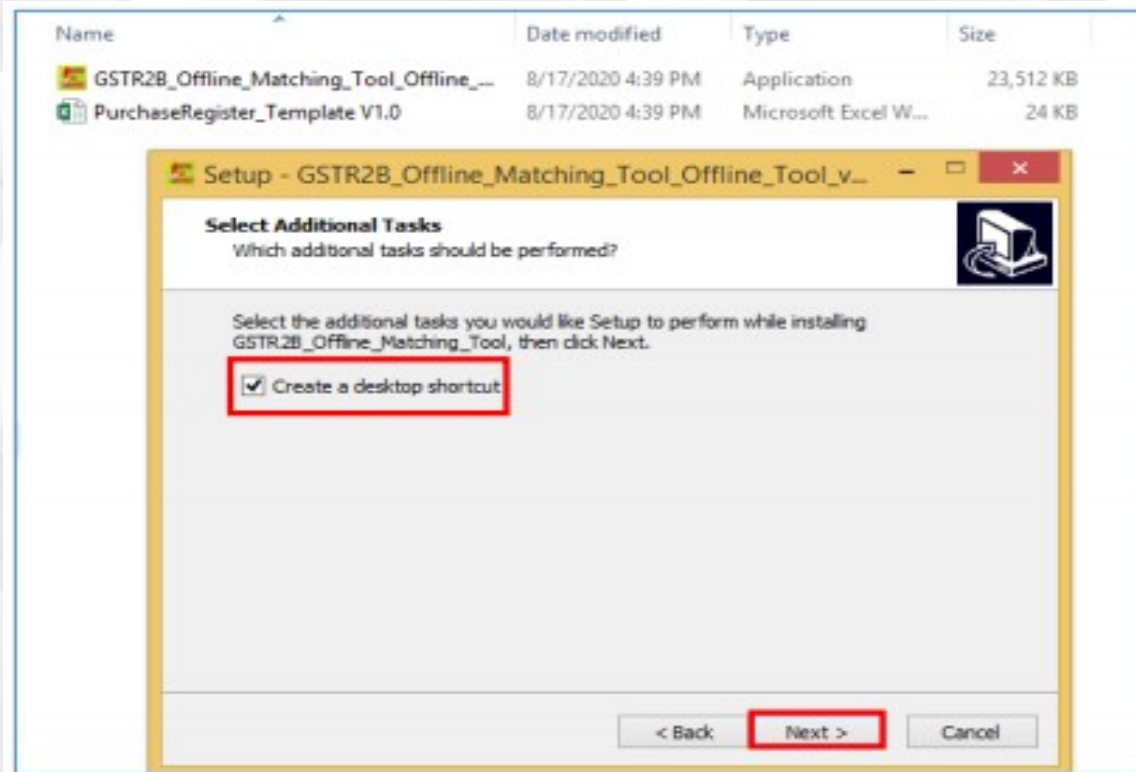 Name Date modified Type Size
GSTR2B_Offline_Matching_Tool_Offline_... 8/17/2020 4:39 PM Application 23,512 KB
PurchaseRegister_Template V1.0 8/17/2020 4:39 PM Microsoft Excel W... 24 KB
Setup - GSTR2B_Offline_Matching_Tool_Offline_Tool_v...
Select Additional Tasks
Which additional tasks should be performed?
Select the additional tasks you would like Setup to perform while installing
GSTR2B_Offline_Matching_Tool, then click Next.
Create a desktop shortcut
< Back Next > Cancel